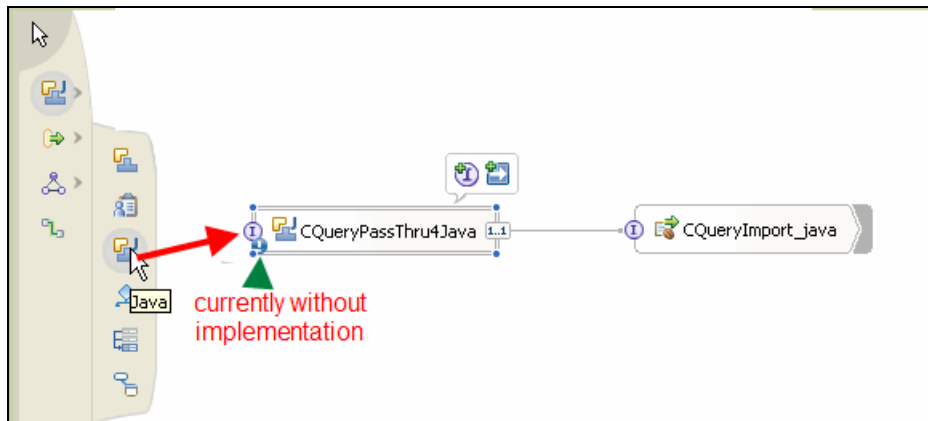 CQueryPassThru4Java
1..1
CQueryImport_java
Java
currently without
implementation